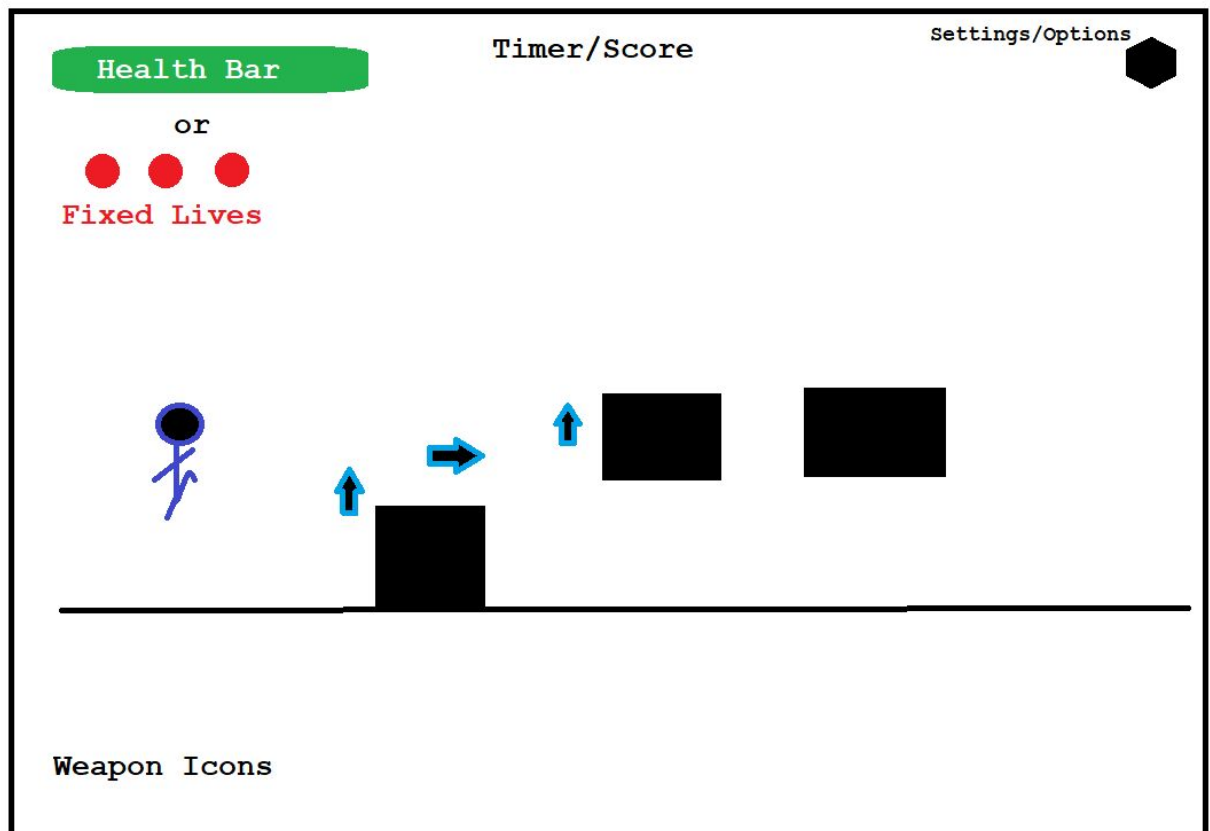 Health Bar
Timer/Score
Settings/Options
or
Fixed Lives
Weapon Icons